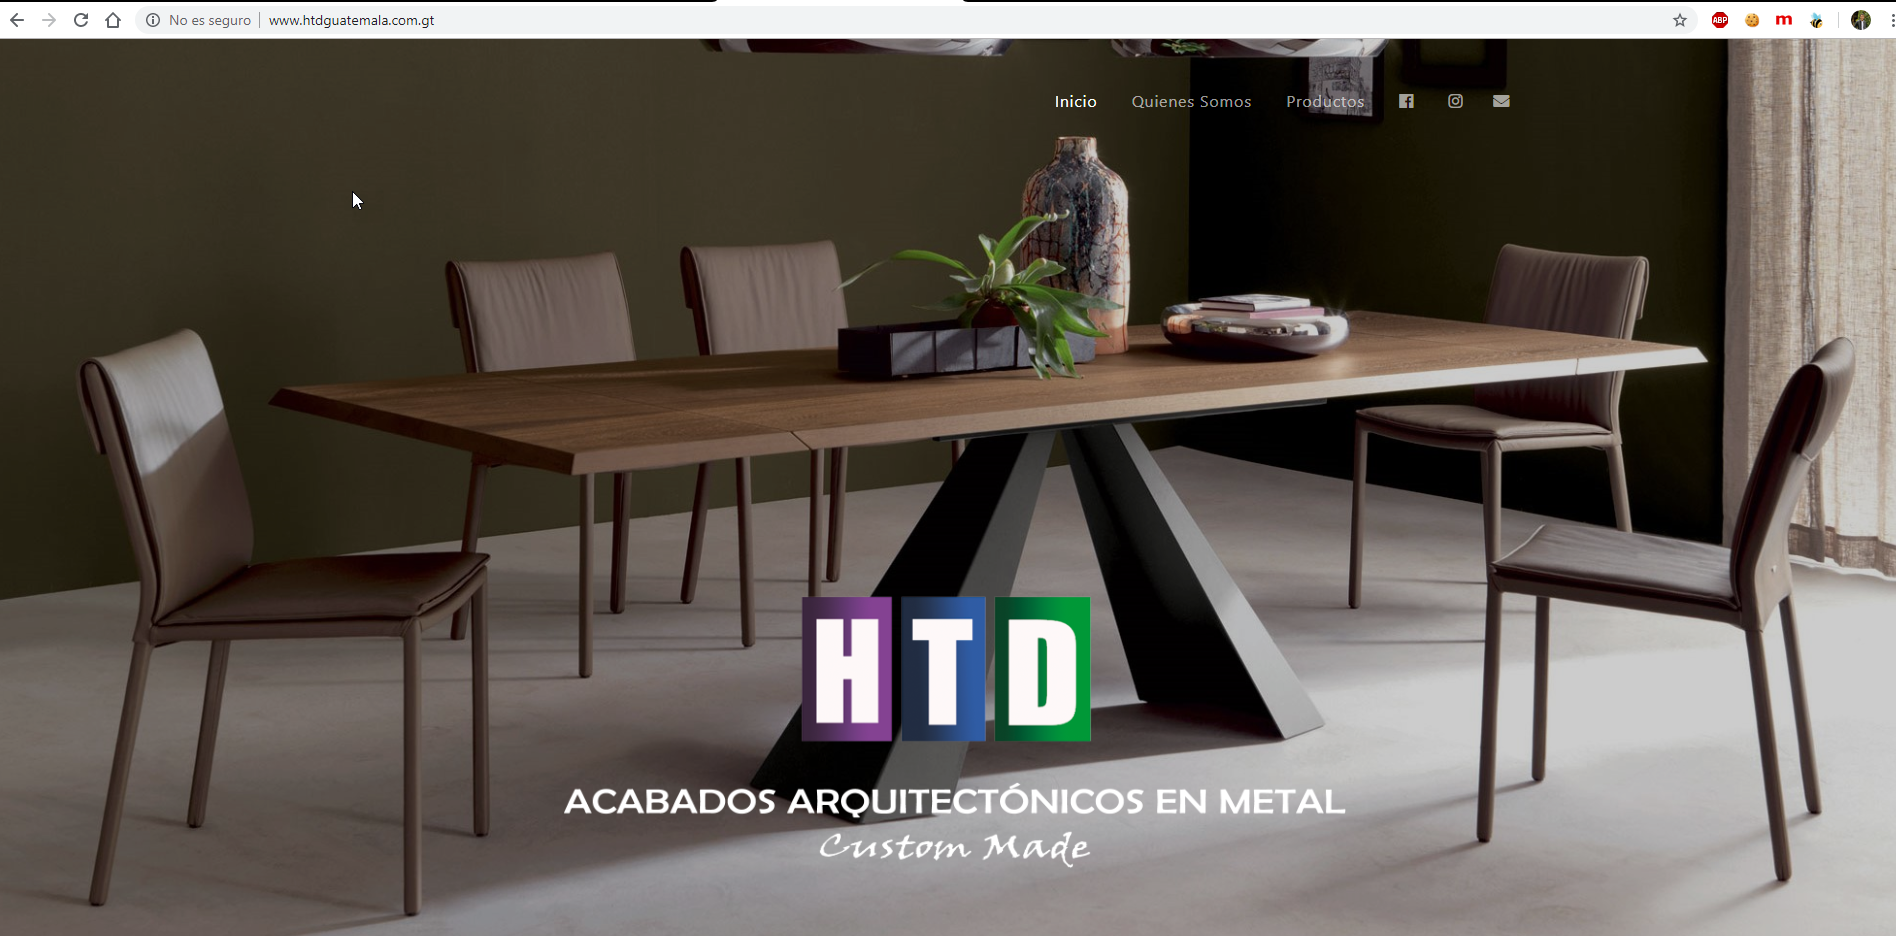 No es seguro www.htdguatemala.com.gt
ABP m
Inicio Quienes Somos Productos
HTD
ACABADOS ARQUITECTÓNICOS EN METAL
Custom Made